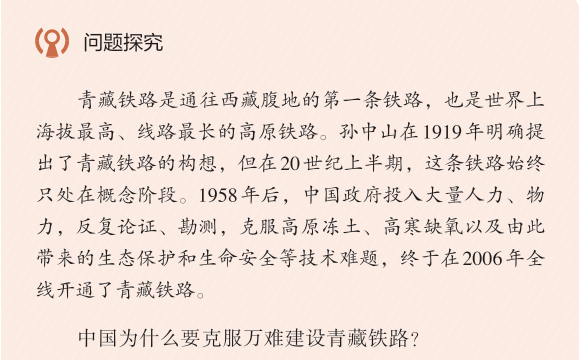 问题探究
青藏铁路是通往西藏腹地的第一条铁路，也是世界上
海拔最高、线路最长的高原铁路。孙中山在1919年明确提
出了青藏铁路的构想，但在20世纪上半期，这条铁路始终
只处在概念阶段。1958年后，中国政府投入大量人力、物
力，反复论证、勘测，克服高原冻土、高寒缺氧以及由此
带来的生态保护和生命安全等技术难题，终于在2006年全
线开通了青藏铁路。
中国为什么要克服万难建设青藏铁路？